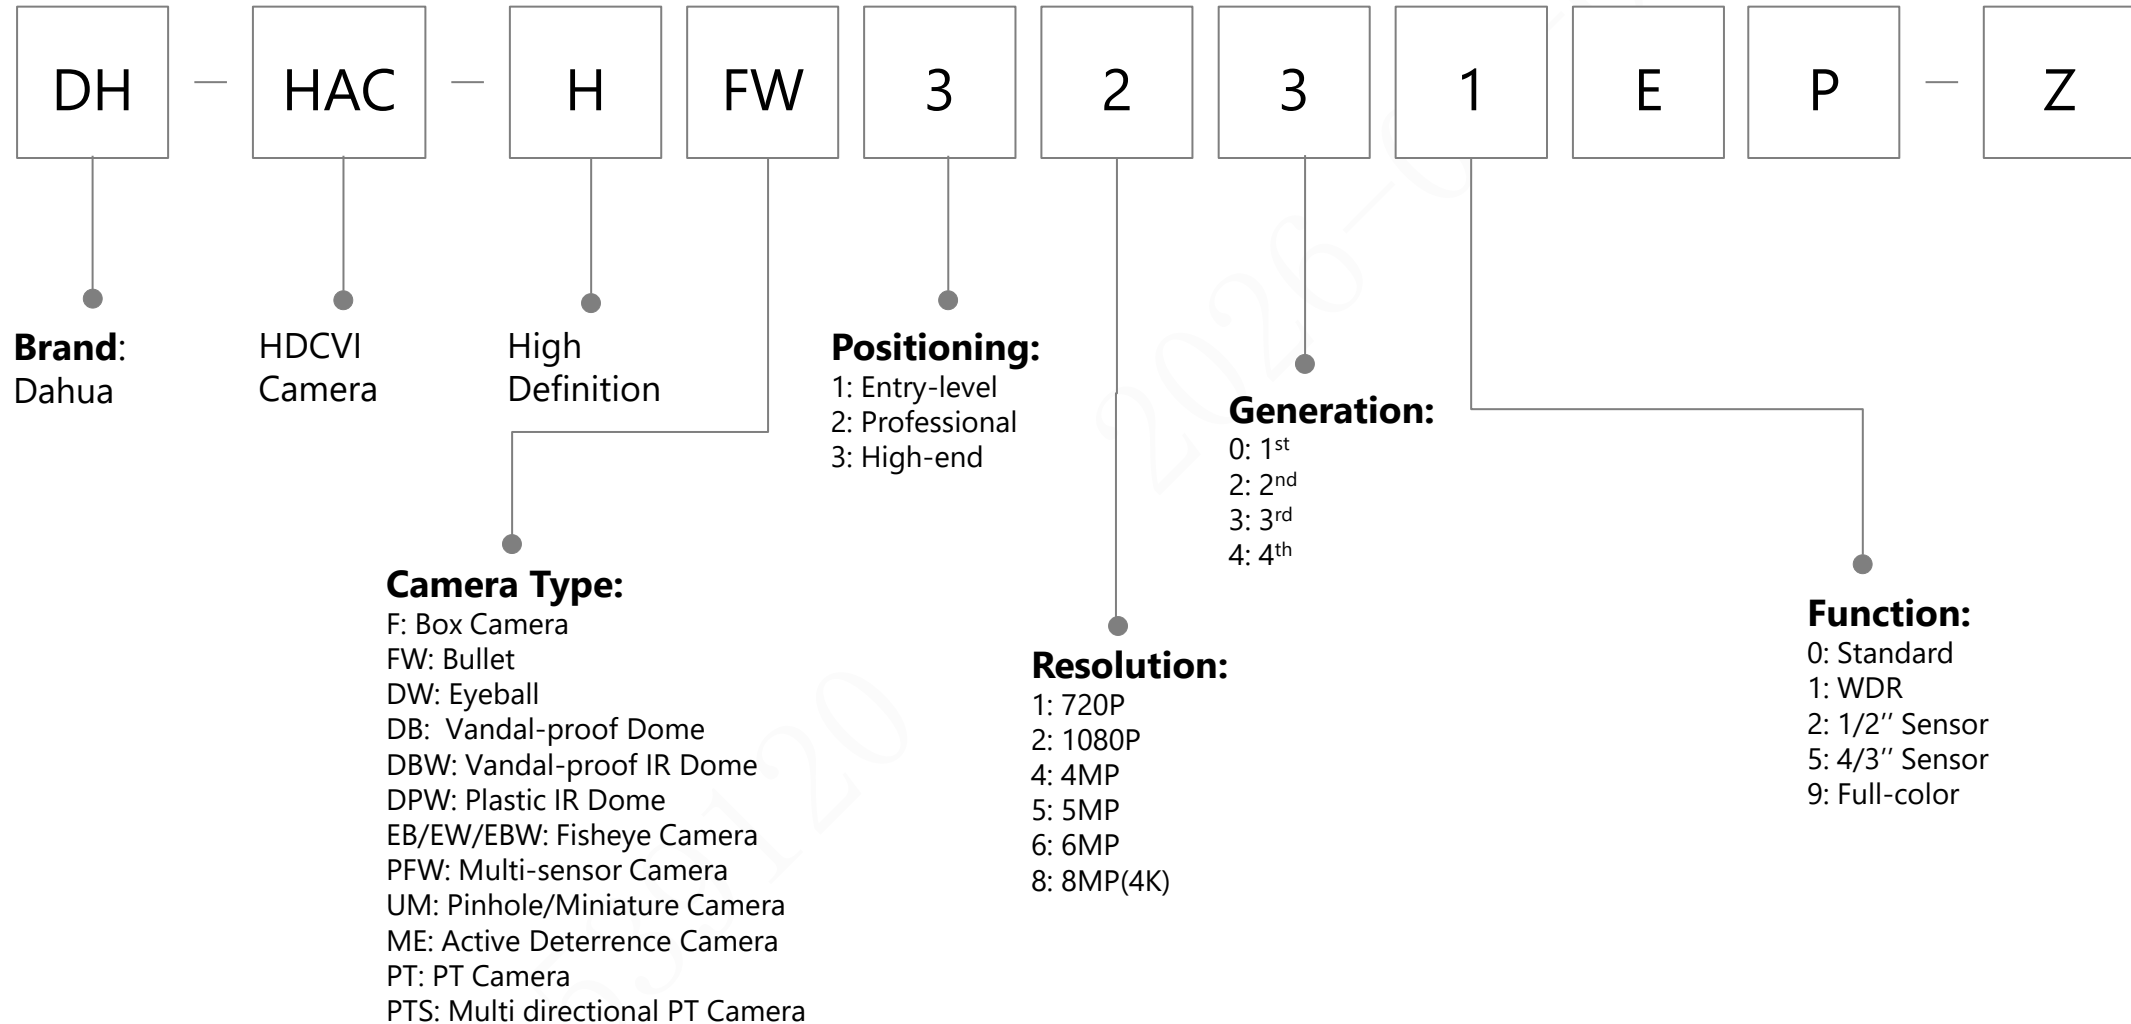 DH — HAC — H FW 3 2 3 1 E P — Z
Brand:
Dahua
HDCVI
Camera
High
Definition
Camera Type:
F: Box Camera
FW: Bullet
DW: Eyeball
DB: Vandal-proof Dome
DBW: Vandal-proof IR Dome
DPW: Plastic IR Dome
EB/EW/EBW: Fisheye Camera
PFW: Multi-sensor Camera
UM: Pinhole/Miniature Camera
ME: Active Deterrence Camera
PT: PT Camera
PTS: Multi directional PT Camera
Positioning:
1: Entry-level
2: Professional
3: High-end
Resolution:
1: 720P
2: 1080P
4: 4MP
5: 5MP
6: 6MP
8: 8MP(4K)
Generation:
0: 1st
2: 2nd
3: 3rd
4: 4th
Function:
0: Standard
1: WDR
2: 1/2’’ Sensor
5: 4/3’’ Sensor
9: Full-color